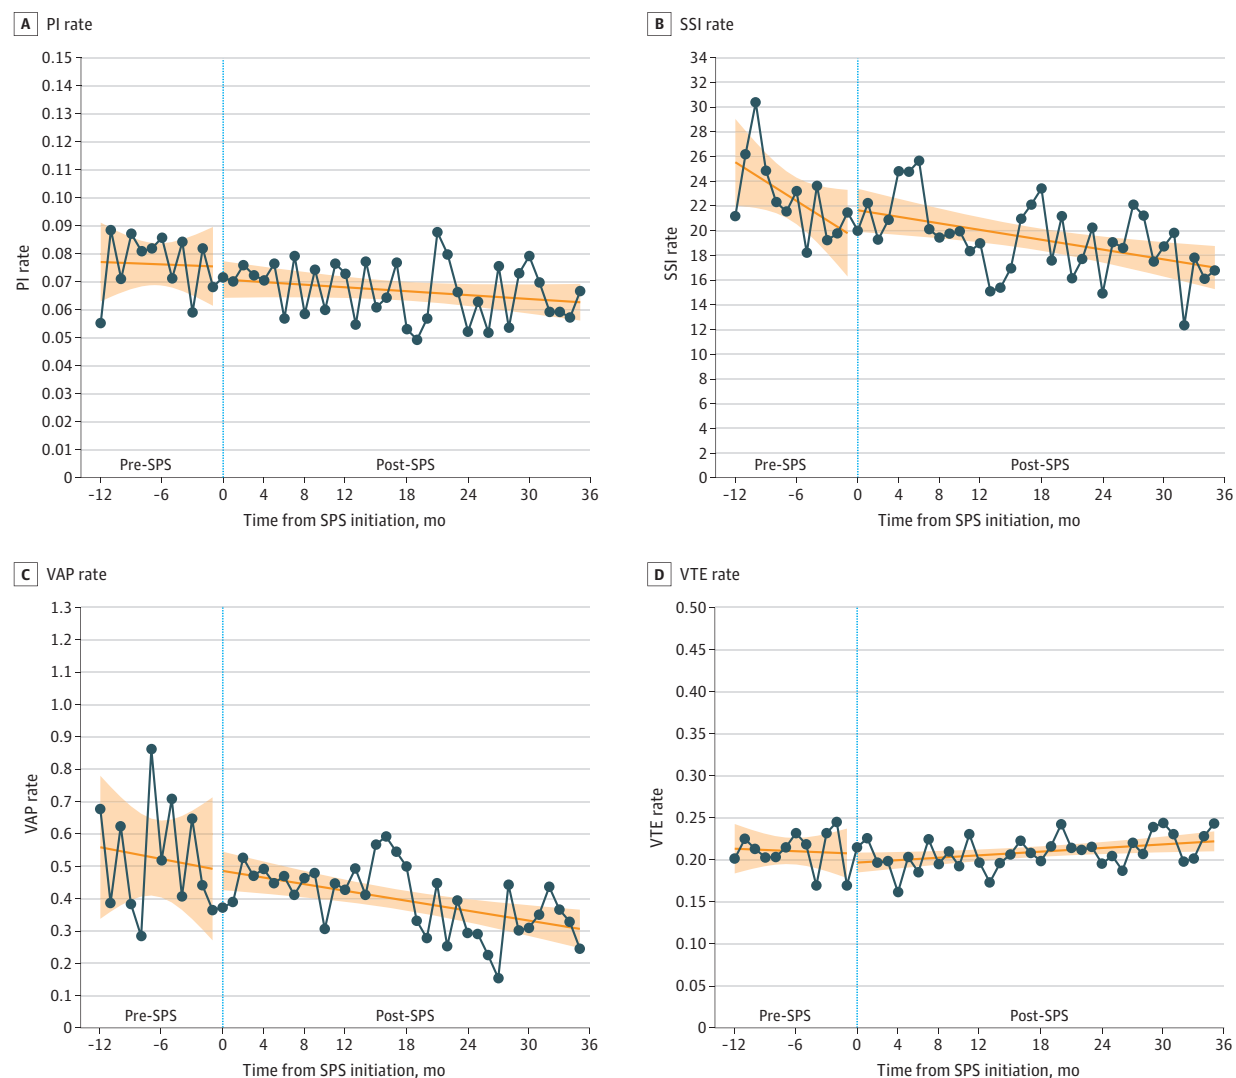 A PI rate
0.15
0.14
0.13
0.12
0.11
0.10
0.09
0.08
0.07
0.06
0.05
0.04
0.03
0.02
0.01
0
PI rate
Pre-SPS Post-SPS
-12 -6 0 4 8 12 18 24 30 36
Time from SPS initiation, mo
B SSI rate
34
32
30
28
26
24
22
20
18
16
14
12
10
8
6
4
2
0
SSI rate
Pre-SPS Post-SPS
-12 -6 0 4 8 12 18 24 30 36
Time from SPS initiation, mo
C VAP rate
1.3
1.2
1.1
1.0
0.9
0.8
0.7
0.6
0.5
0.4
0.3
0.2
0.1
0
VAP rate
Pre-SPS Post-SPS
-12 -6 0 4 8 12 18 24 30 36
Time from SPS initiation, mo
D VTE rate
0.50
0.45
0.40
0.35
0.30
0.25
0.20
0.15
0.10
0.05
0
VTE rate
Pre-SPS Post-SPS
-12 -6 0 4 8 12 18 24 30 36
Time from SPS initiation, mo